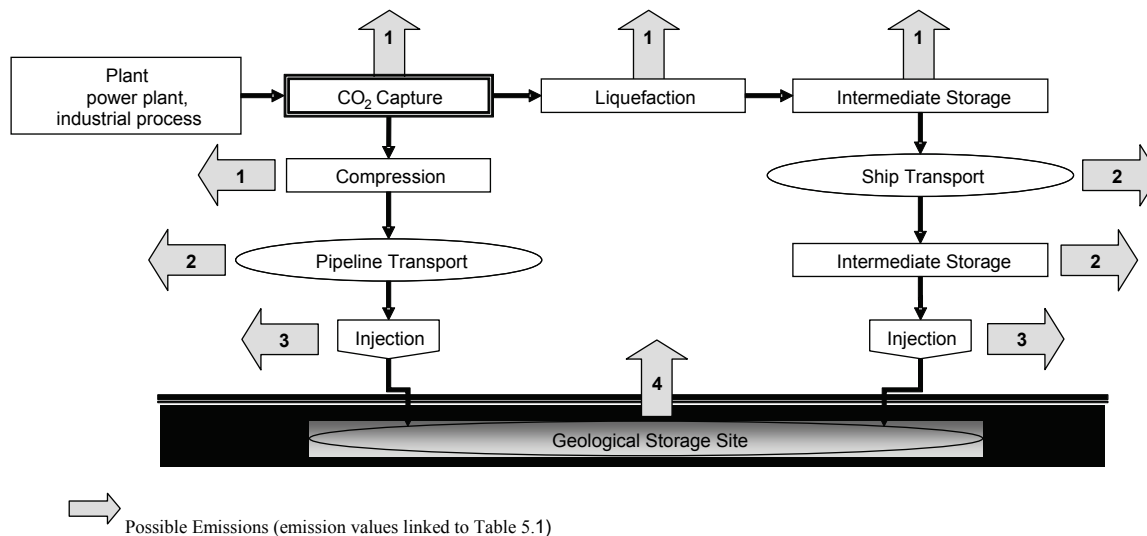 1
1
1
Plant
power plant,
industrial process
CO₂ Capture
Liquefaction
Intermediate Storage
1
Compression
Ship Transport
2
2
Pipeline Transport
Intermediate Storage
2
3
Injection
Injection
3
4
Geological Storage Site
Possible Emissions (emission values linked to Table 5.1)